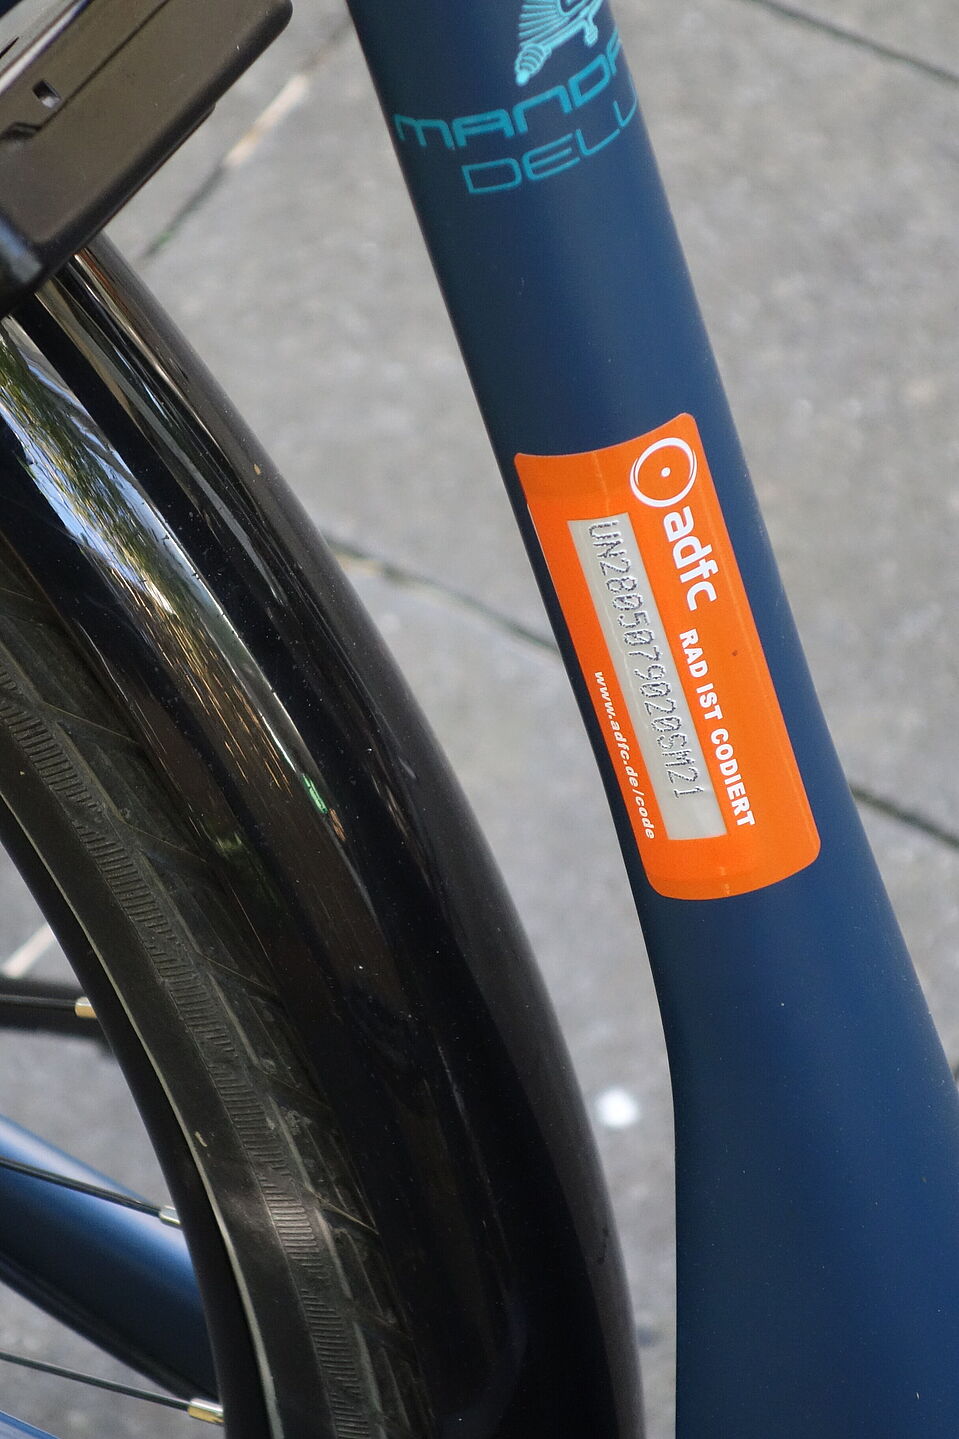 adfc RAD IST CODIERT
UN2805079020SM21
www.adfc.de/code